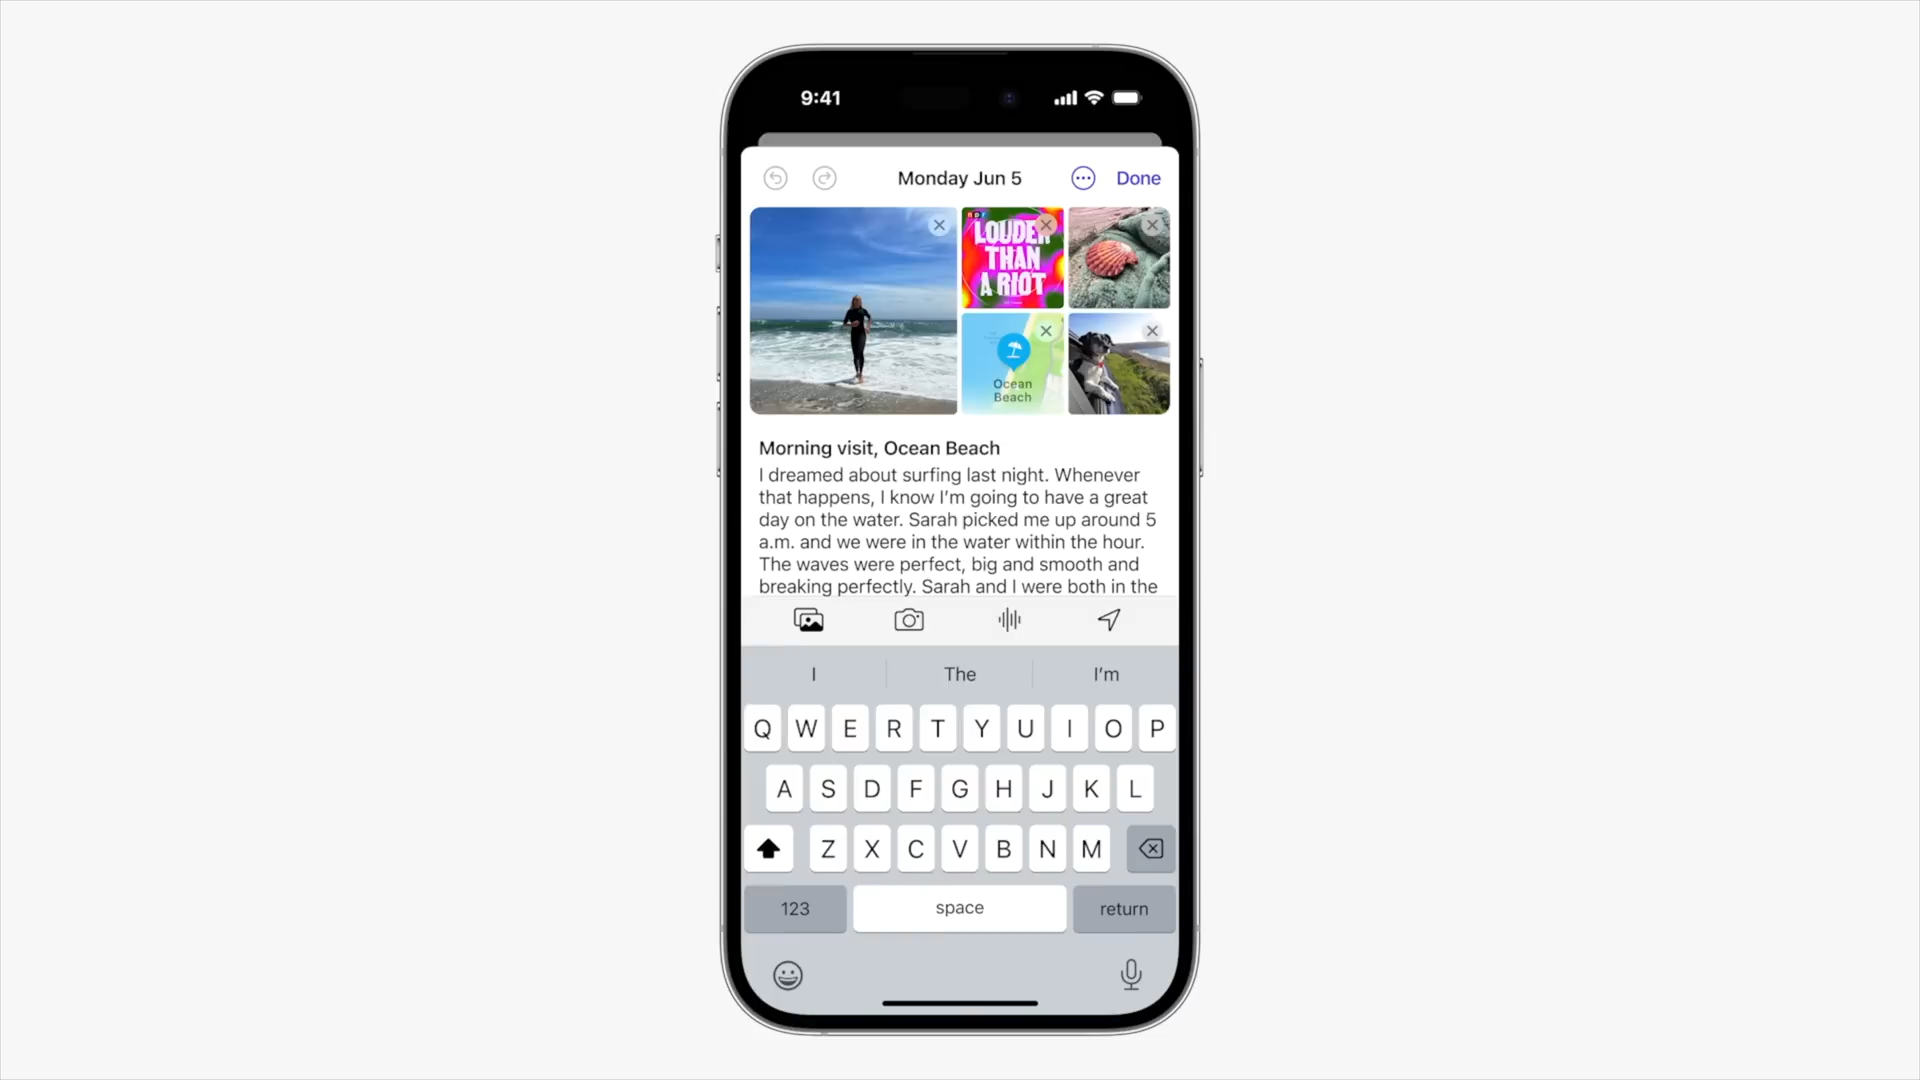 9:41
Monday Jun 5
Done
npr
LOUDER
THAN
A RIOT
Ocean
Beach
Morning visit, Ocean Beach
I dreamed about surfing last night. Whenever
that happens, I know I’m going to have a great
day on the water. Sarah picked me up around 5
a.m. and we were in the water within the hour.
The waves were perfect, big and smooth and
breaking perfectly. Sarah and I were both in the
I
The
I’m
Q W E R T Y U I O P
A S D F G H J K L
Z X C V B N M
123
space
return